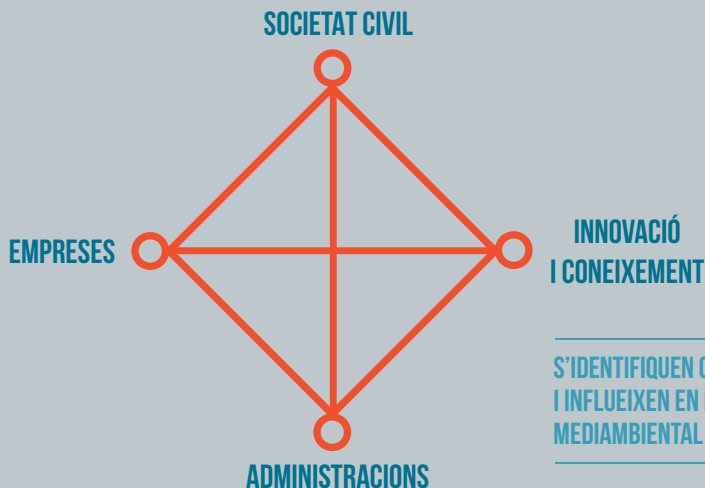 SOCIETAT CIVIL
EMPRESES
INNOVACIÓ
I CONEIXEMENT
S'IDENTIFIQUEN
I INFLUEIXEN EN
MEDIAMBIENTAL
ADMINISTRACIONS